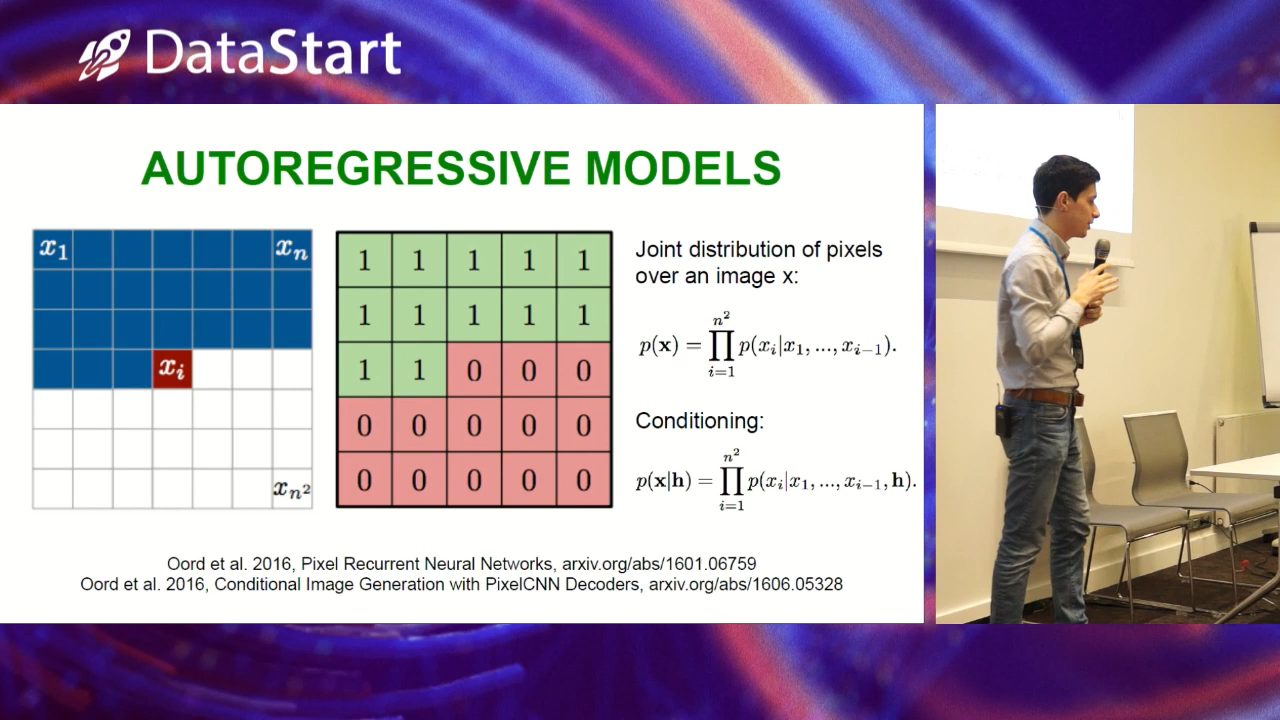 DataStart
AUTOREGRESSIVE MODELS
x₁ xₙ
xᵢ
xₙ²
1 1 1 1 1
1 1 1 1 1
1 1 0 0 0
0 0 0 0 0
0 0 0 0 0
Joint distribution of pixels
over an image x:
p(x) = ∏_{i=1}^{n²} p(xᵢ|x₁, ..., xᵢ₋₁).
Conditioning:
p(x|h) = ∏_{i=1}^{n²} p(xᵢ|x₁, ..., xᵢ₋₁, h).
Oord et al. 2016, Pixel Recurrent Neural Networks, arxiv.org/abs/1601.06759
Oord et al. 2016, Conditional Image Generation with PixelCNN Decoders, arxiv.org/abs/1606.05328